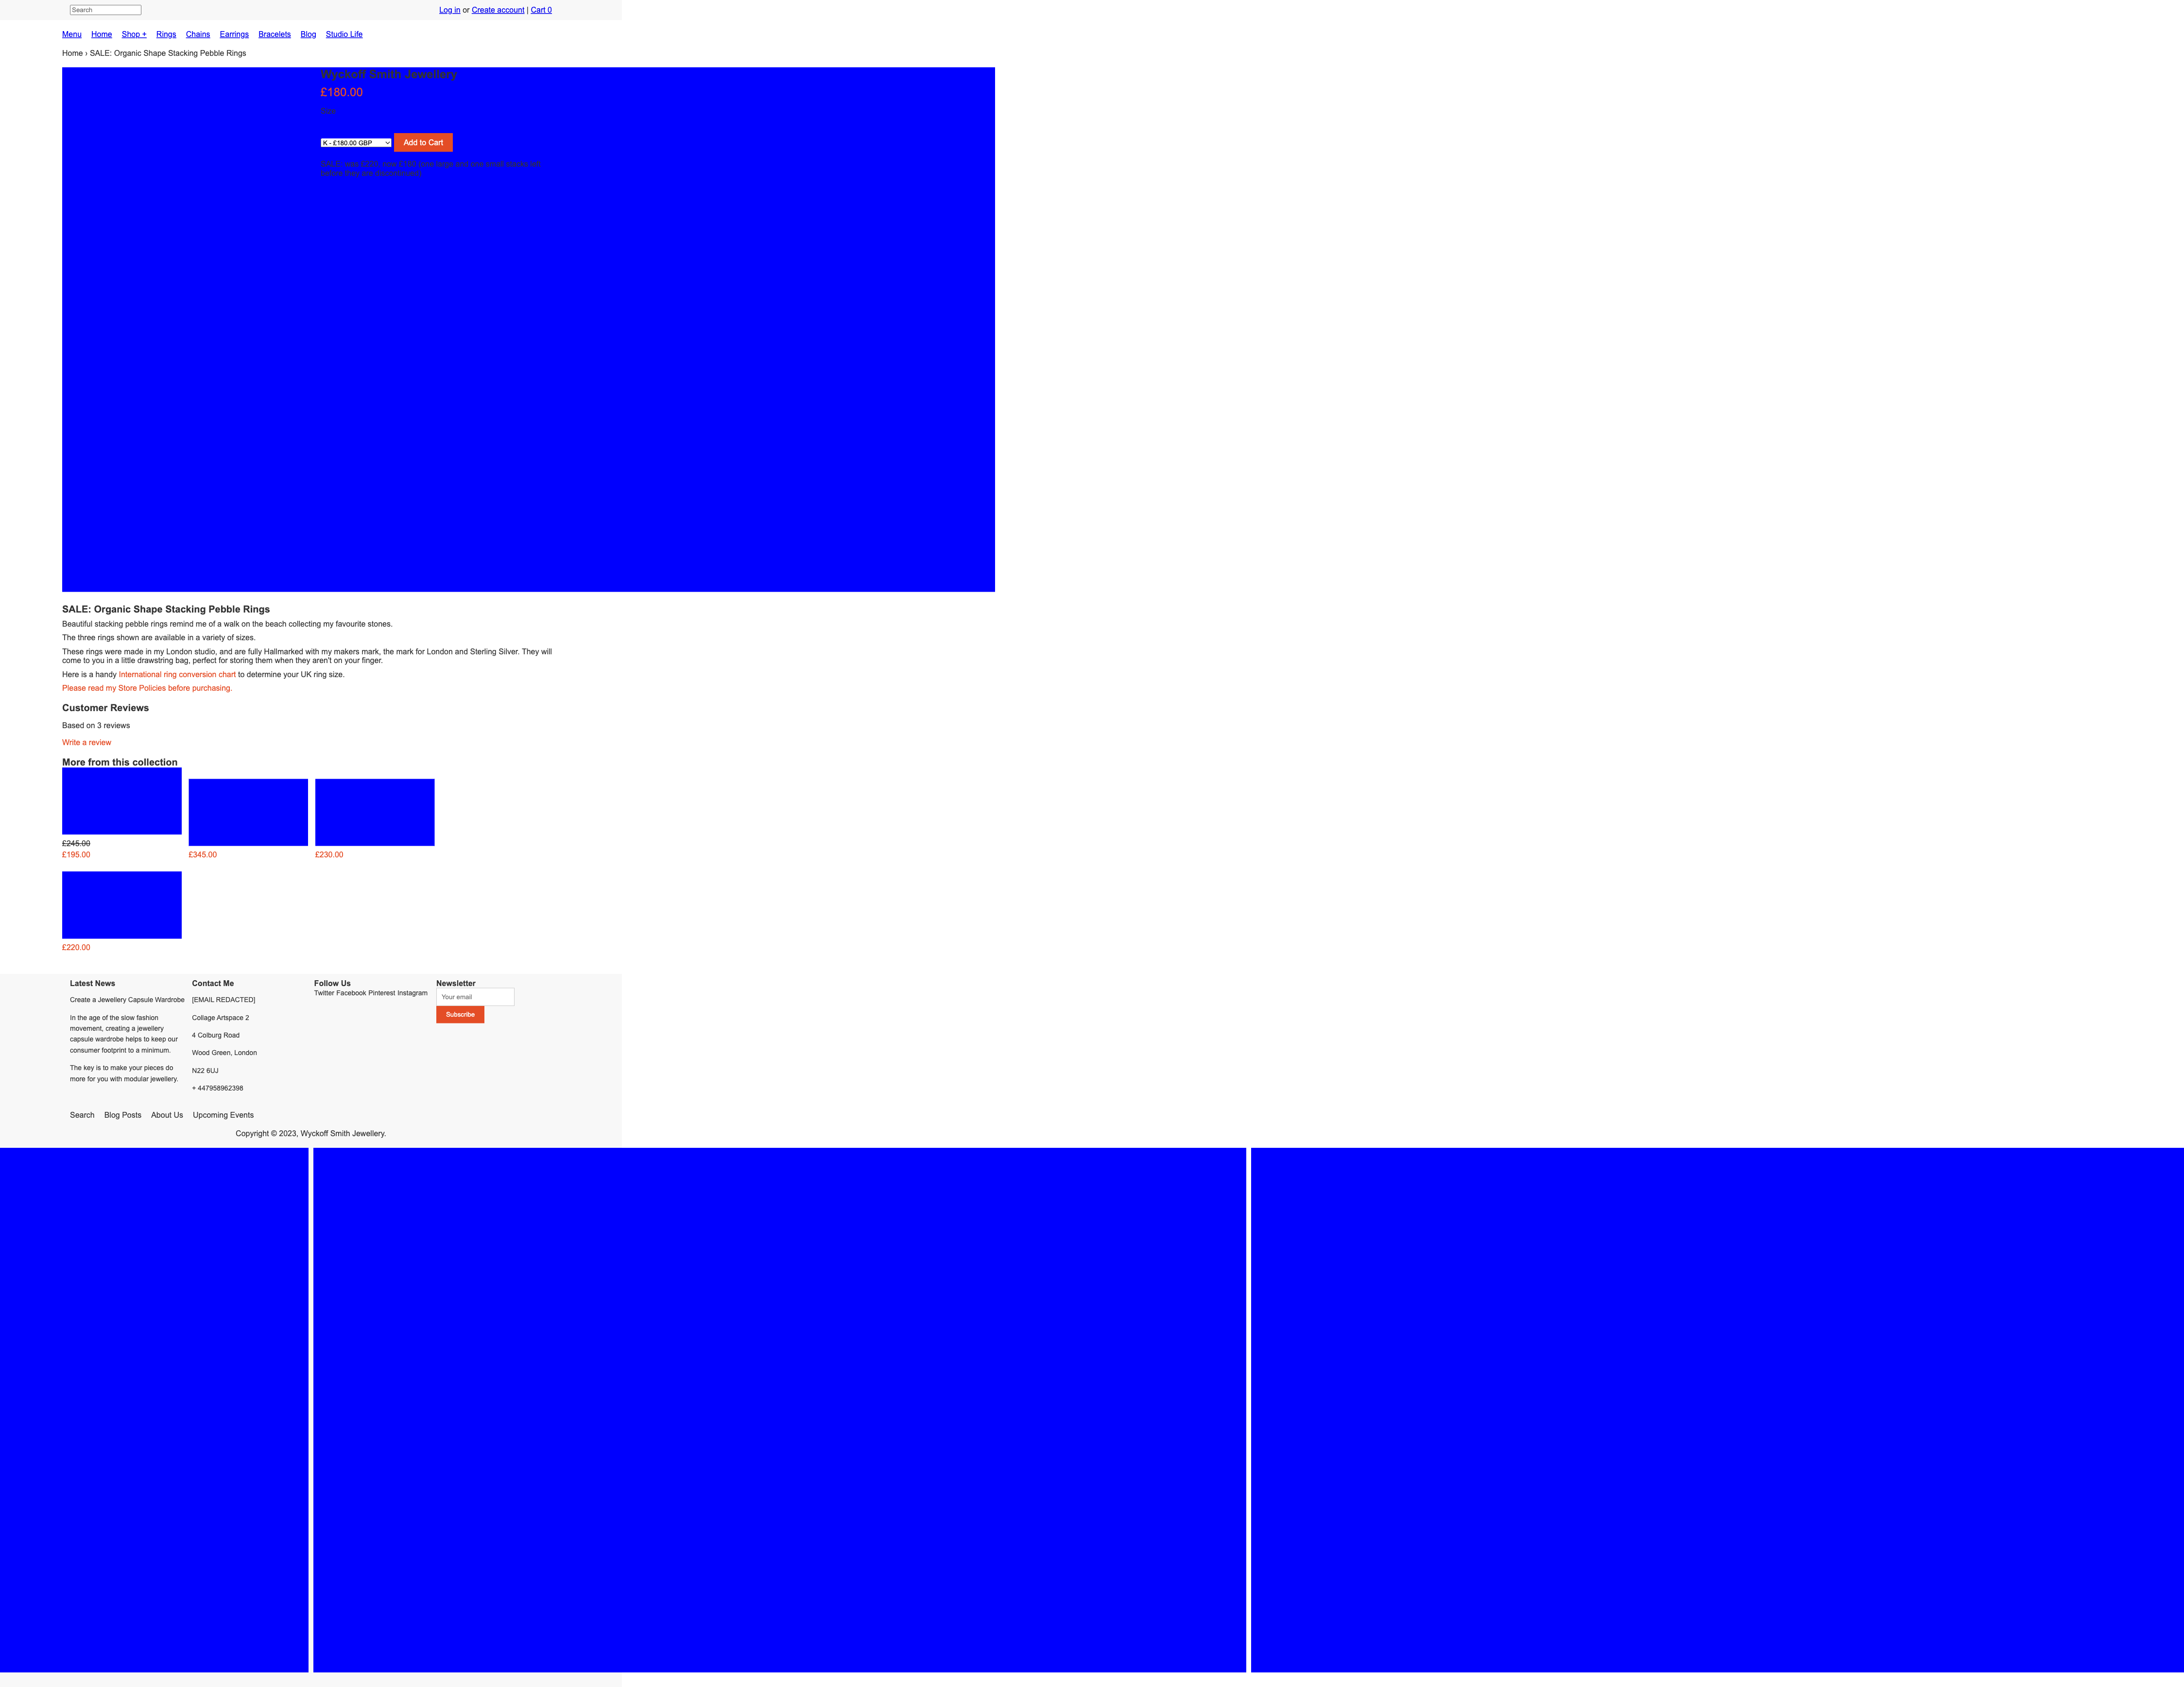 Search
Log in or Create account | Cart 0
Menu Home Shop + Rings Chains Earrings Bracelets Blog Studio Life
Home › SALE: Organic Shape Stacking Pebble Rings
Wyckoff Smith Jewellery
£180.00
Size
K - £180.00 GBP
Add to Cart
SALE: was £220, now £180 (one large and one small stacks left
before they are discontinued)
SALE: Organic Shape Stacking Pebble Rings
Beautiful stacking pebble rings remind me of a walk on the beach collecting my favourite stones.
The three rings shown are available in a variety of sizes.
These rings were made in my London studio, and are fully Hallmarked with my makers mark, the mark for London and Sterling Silver. They will
come to you in a little drawstring bag, perfect for storing them when they aren't on your finger.
Here is a handy International ring conversion chart to determine your UK ring size.
Please read my Store Policies before purchasing.
Customer Reviews
Based on 3 reviews
Write a review
More from this collection
£245.00
£195.00
£345.00
£230.00
£220.00
Latest News
Create a Jewellery Capsule Wardrobe
In the age of the slow fashion
movement, creating a jewellery
capsule wardrobe helps to keep our
consumer footprint to a minimum.
The key is to make your pieces do
more for you with modular jewellery.
Contact Me
[EMAIL REDACTED]
Collage Artspace 2
4 Colburg Road
Wood Green, London
N22 6UJ
+ 447958962398
Follow Us
Twitter Facebook Pinterest Instagram
Newsletter
Your email
Subscribe
Search Blog Posts About Us Upcoming Events
Copyright © 2023, Wyckoff Smith Jewellery.